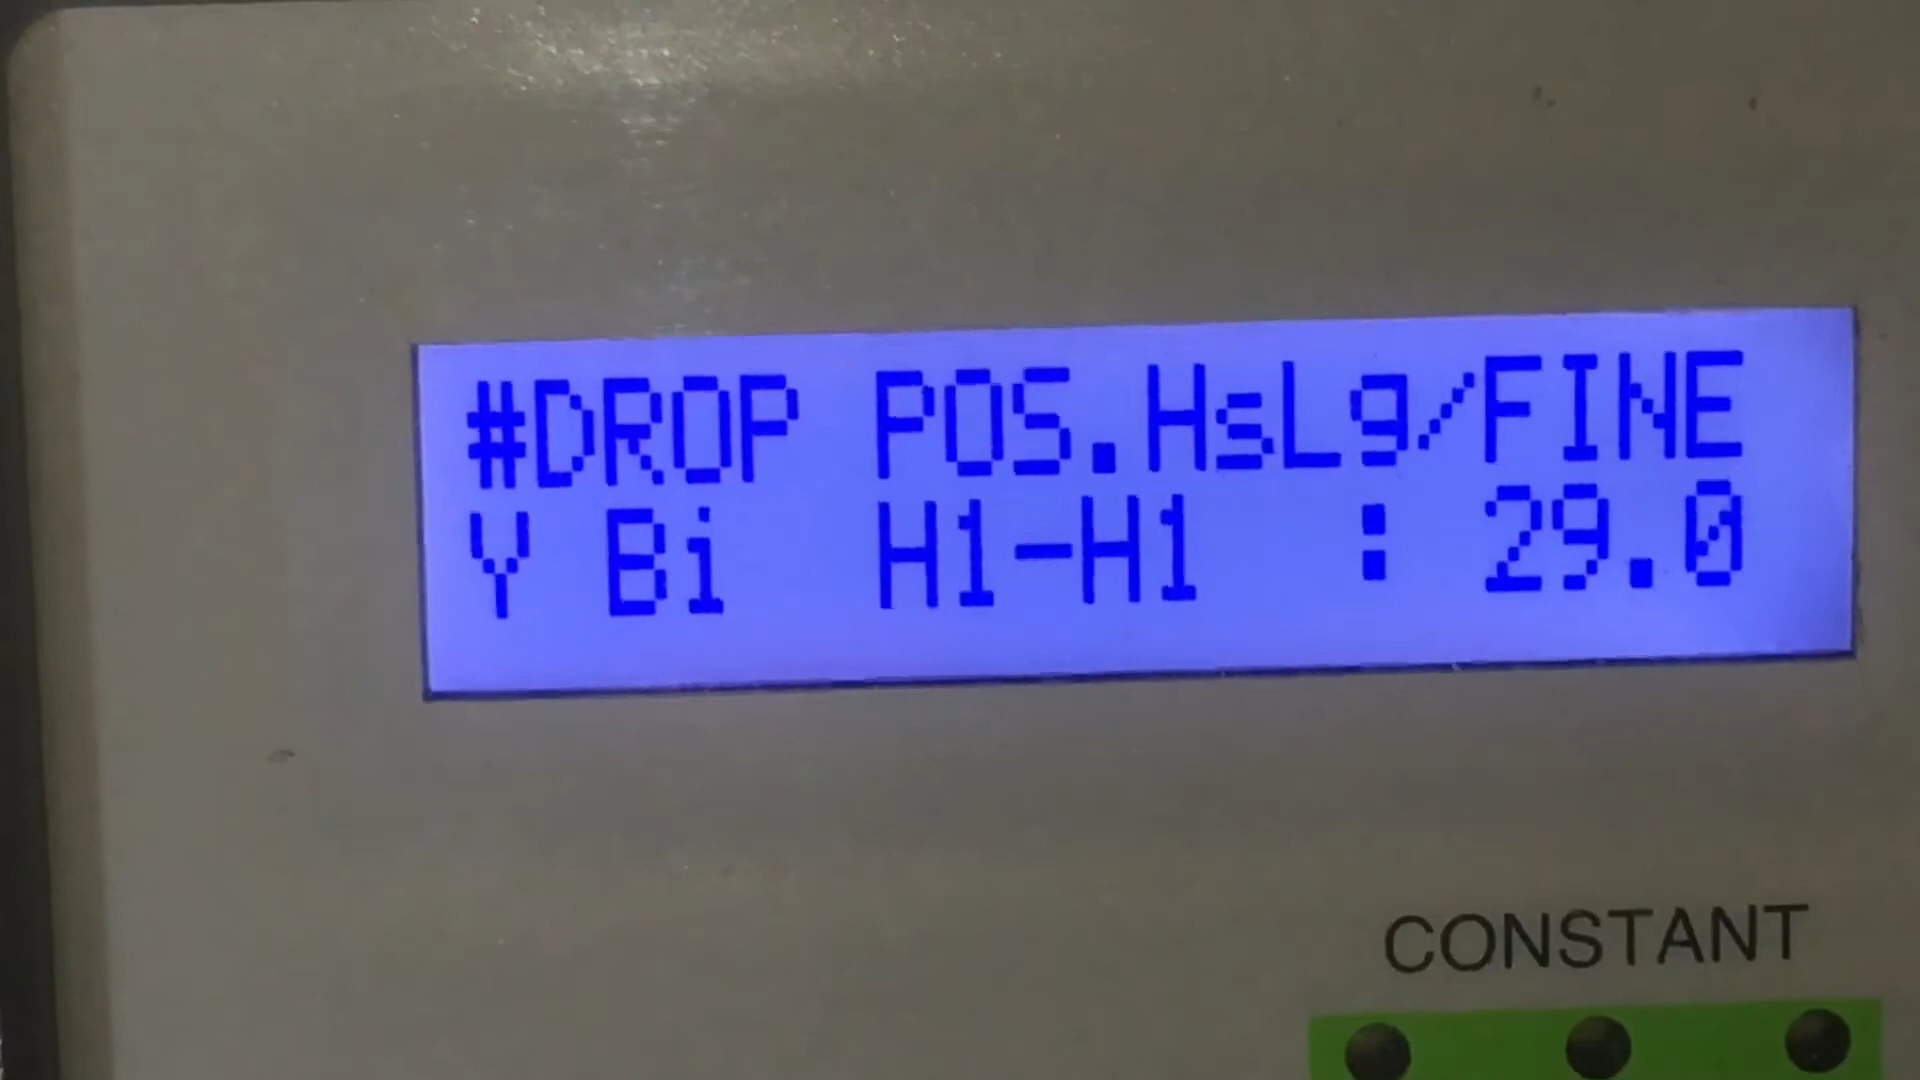 #DROP POS.HsLg/FINE
Y Bi H1-H1 : 29.0
CONSTANT